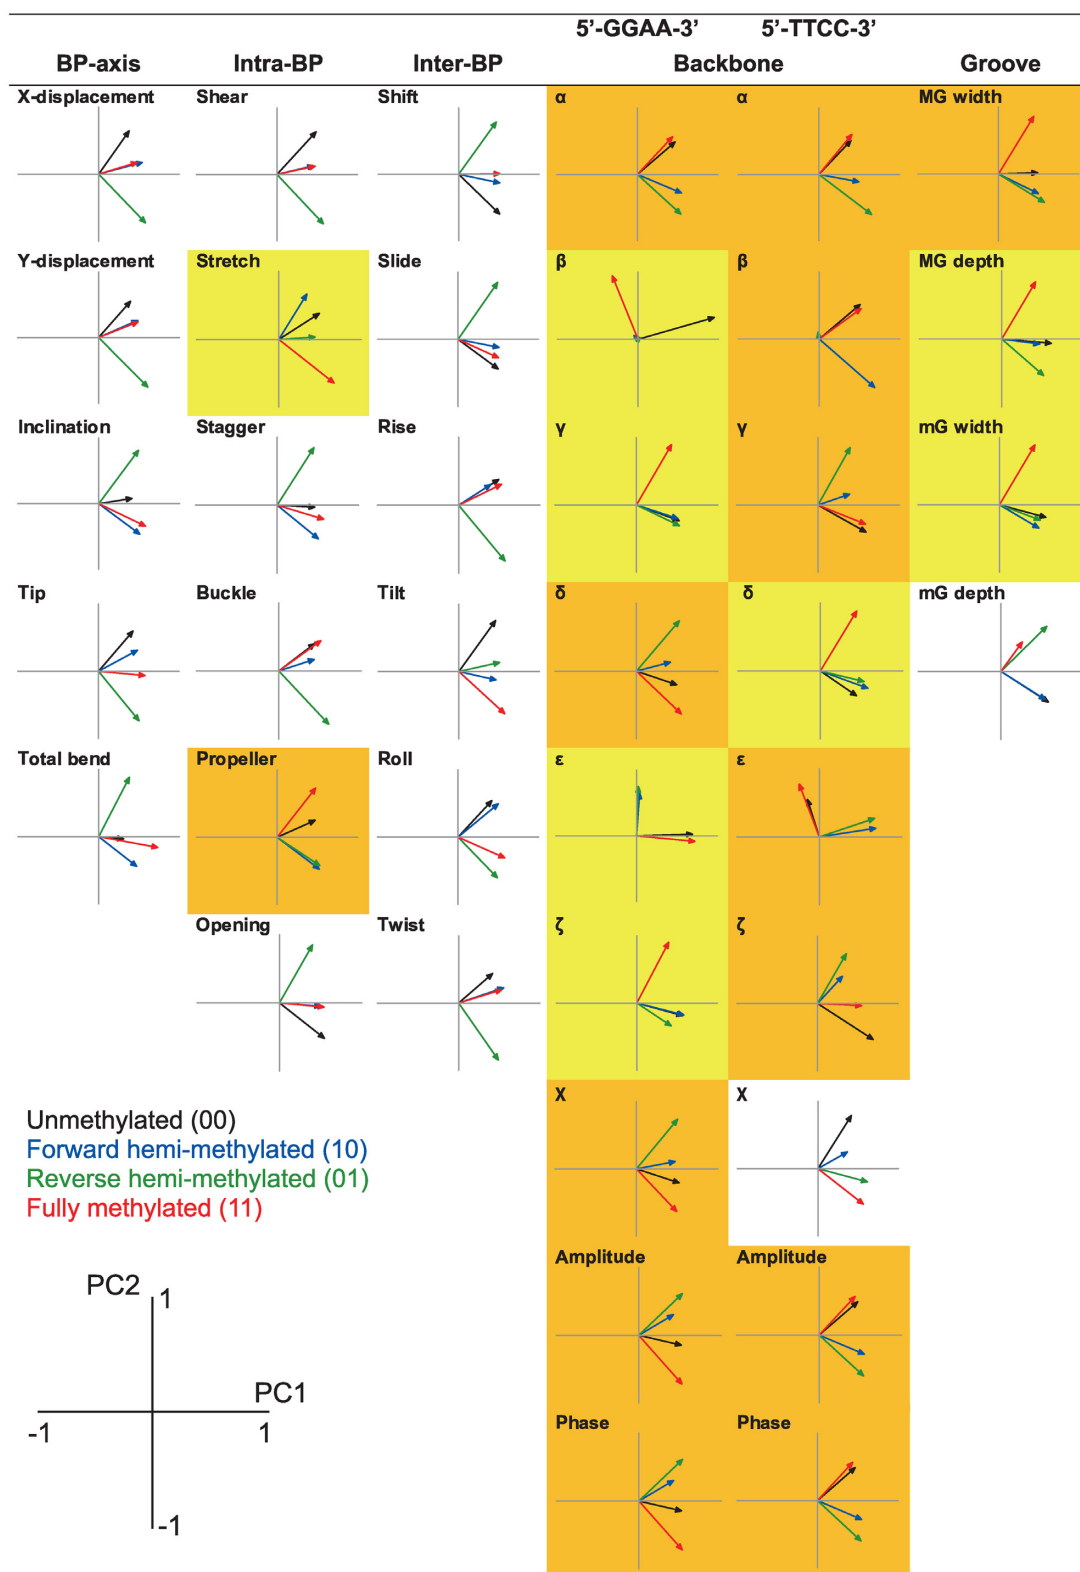 5’-GGAA-3’ 5’-TTCC-3’
BP-axis Intra-BP Inter-BP Backbone Groove
X-displacement Shear Shift α α MG width
Y-displacement Stretch Slide β β MG depth
Inclination Stagger Rise γ γ mG width
Tip Buckle Tilt δ δ mG depth
Total bend Propeller Roll ε ε
Opening Twist ζ ζ
χ χ
Unmethylated (00)
Forward hemi-methylated (10)
Reverse hemi-methylated (01)
Fully methylated (11)
Amplitude Amplitude
PC2 1
PC1
-1 1
-1
Phase Phase